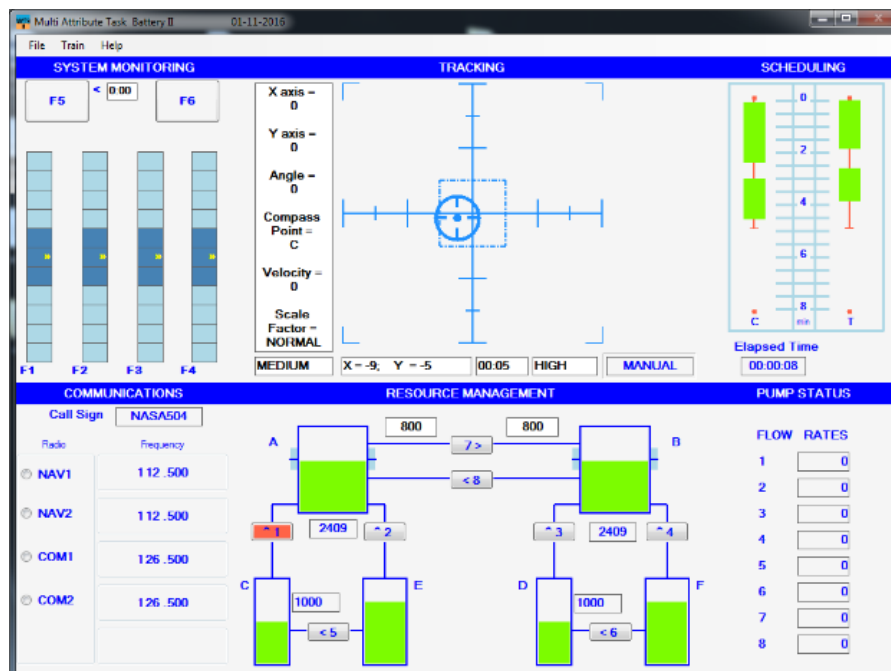 Multi Attribute Task Battery II 01-11-2016
File Train Help
SYSTEM MONITORING
F5 < 0:00 F6
F1 F2 F3 F4
TRACKING
X axis =
0
Y axis =
0
Angle =
0
Compass
Point =
C
Velocity =
0
Scale
Factor =
NORMAL
MEDIUM X = -9; Y = -5 00:05 HIGH MANUAL
SCHEDULING
0
2
4
6
8
C min T
Elapsed Time
00:00:08
COMMUNICATIONS
Call Sign NASA504
Radio Frequency
NAV1 112.500
NAV2 112.500
COM1 126.500
COM2 126.500
RESOURCE MANAGEMENT
800 800
A 7 > B
< 8
^ 1 2409 ^ 2 ^ 3 2409 ^ 4
C E D F
1000 1000
< 5 < 6
PUMP STATUS
FLOW RATES
1 0
2 0
3 0
4 0
5 0
6 0
7 0
8 0